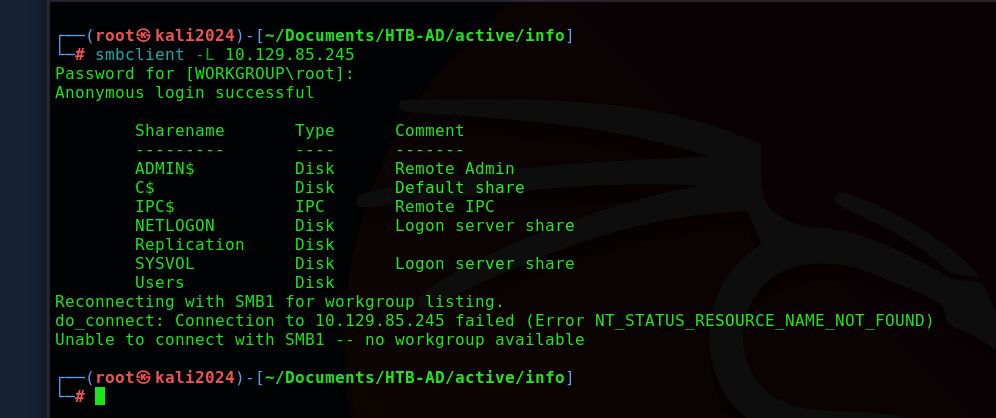 ┌──(root㉿kali2024)-[~/Documents/HTB-AD/active/info]
└─# smbclient -L 10.129.85.245
Password for [WORKGROUP\root]:
Anonymous login successful
Sharename       Type      Comment
---------       ----      -------
ADMIN$          Disk      Remote Admin
C$              Disk      Default share
IPC$            IPC       Remote IPC
NETLOGON        Disk      Logon server share
Replication     Disk
SYSVOL          Disk      Logon server share
Users           Disk
Reconnecting with SMB1 for workgroup listing.
do_connect: Connection to 10.129.85.245 failed (Error NT_STATUS_RESOURCE_NAME_NOT_FOUND)
Unable to connect with SMB1 -- no workgroup available
┌──(root㉿kali2024)-[~/Documents/HTB-AD/active/info]
└─#